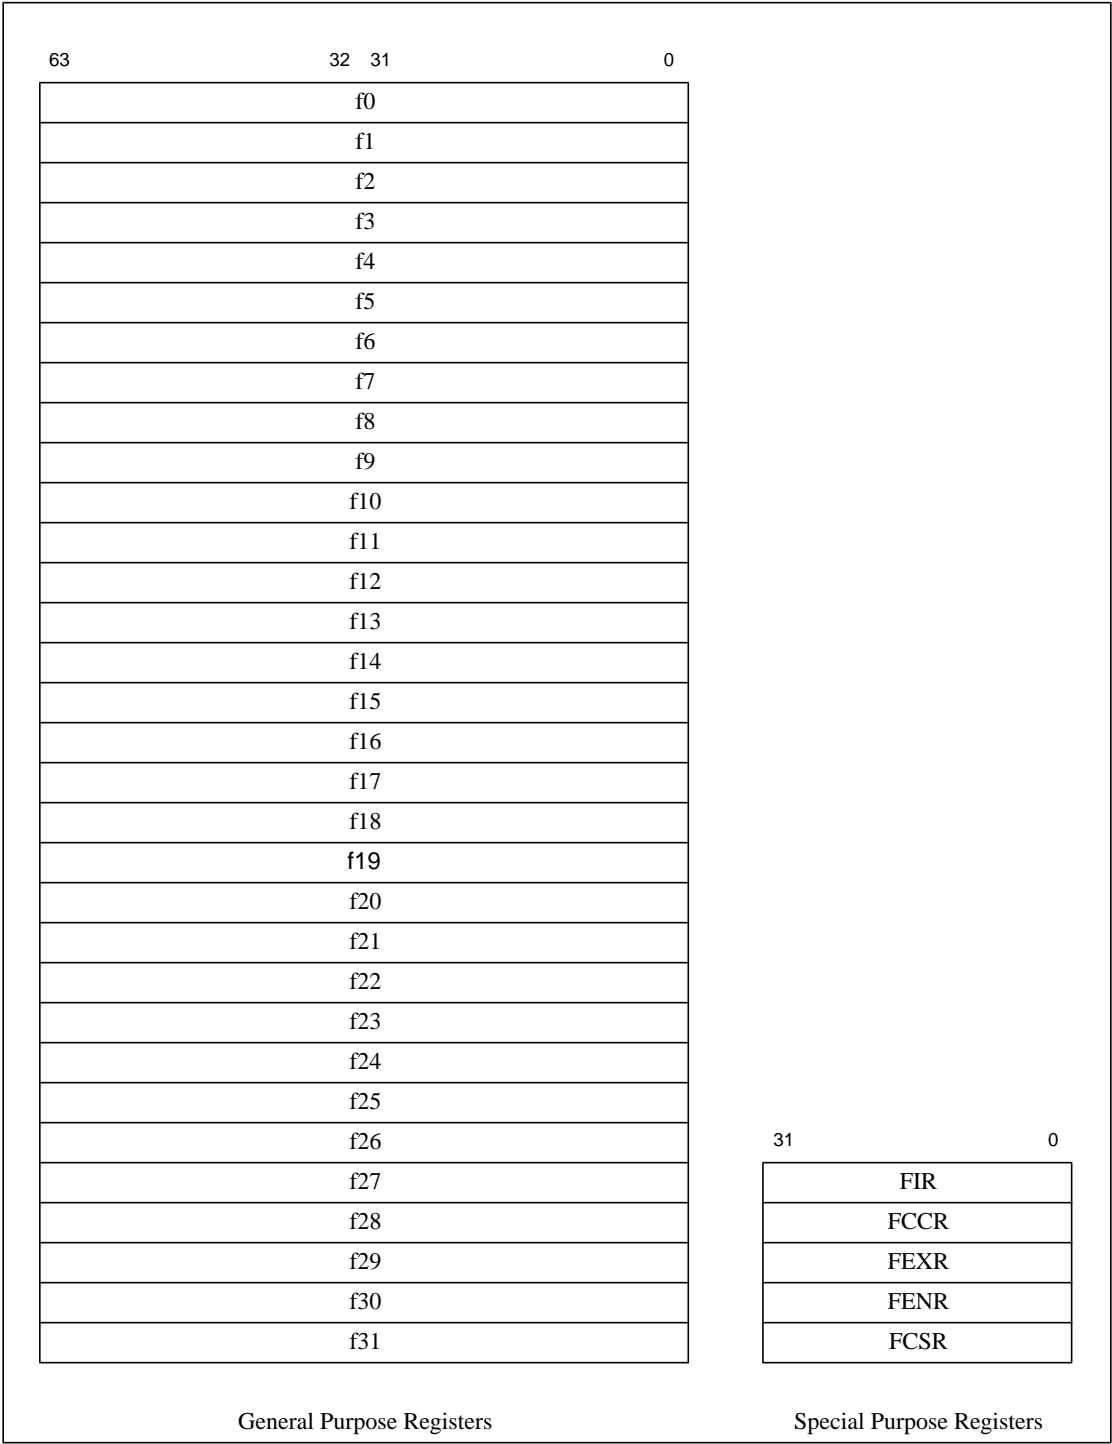 63 32 31 0
f0
f1
f2
f3
f4
f5
f6
f7
f8
f9
f10
f11
f12
f13
f14
f15
f16
f17
f18
f19
f20
f21
f22
f23
f24
f25
f26
f27
f28
f29
f30
f31
General Purpose Registers
31 0
FIR
FCCR
FEXR
FENR
FCSR
Special Purpose Registers